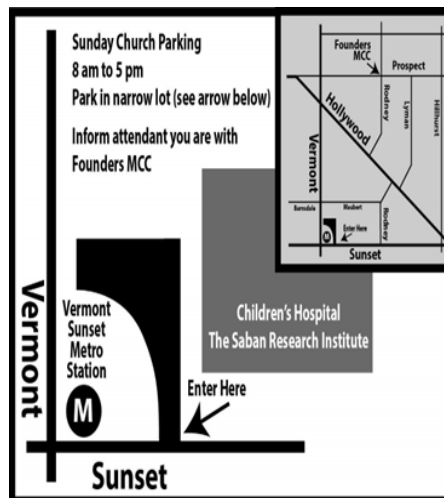 Sunday Church Parking
8 am to 5 pm
Park in narrow lot (see arrow below)
Inform attendant you are with
Founders MCC
Founders
MCC
Prospect
Rodney
Lyman
Hillhurst
Hollywood
Vermont
Barnsdale
Maubert
Rodney
Enter Here
M
Sunset
Vermont
Vermont
Sunset
Metro
Station
M
Children's Hospital
The Saban Research Institute
Enter Here
Sunset